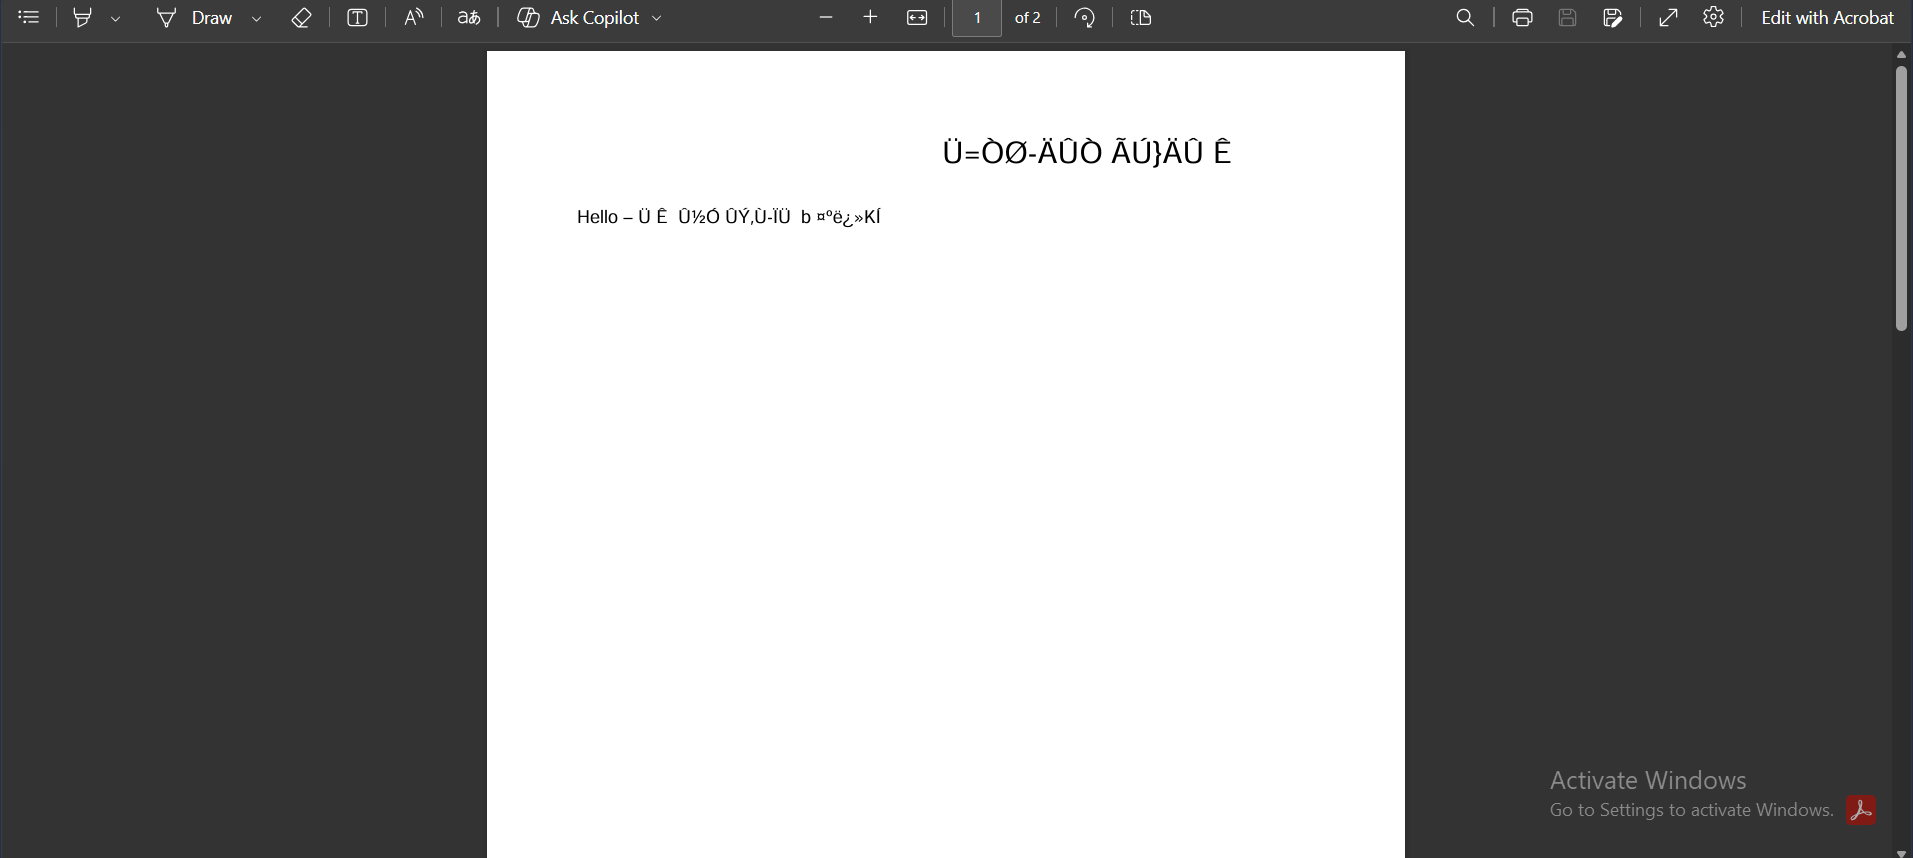 Draw
Ask Copilot
1 of 2
Edit with Acrobat
Ü=ÒØ-ÄÛÒ ÃÚ}ÄÛ Ê
Hello – Ü Ê  Û½Ó ÛÝ,Ù-ÏÜ  b ¤ºë¿»KÍ
Activate Windows
Go to Settings to activate Windows.